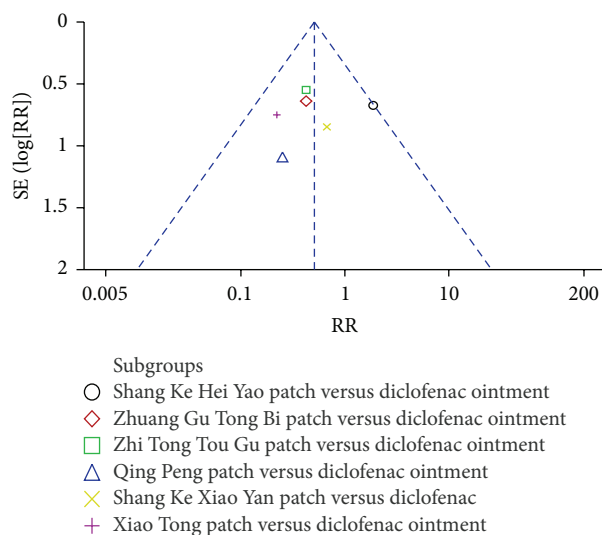 0
0.5
1
1.5
2
SE (log[RR])
0.005
0.1
1
10
200
RR
Subgroups
Shang Ke Hei Yao patch versus diclofenac ointment
Zhuang Gu Tong Bi patch versus diclofenac ointment
Zhi Tong Tou Gu patch versus diclofenac ointment
Qing Peng patch versus diclofenac ointment
Shang Ke Xiao Yan patch versus diclofenac
Xiao Tong patch versus diclofenac ointment